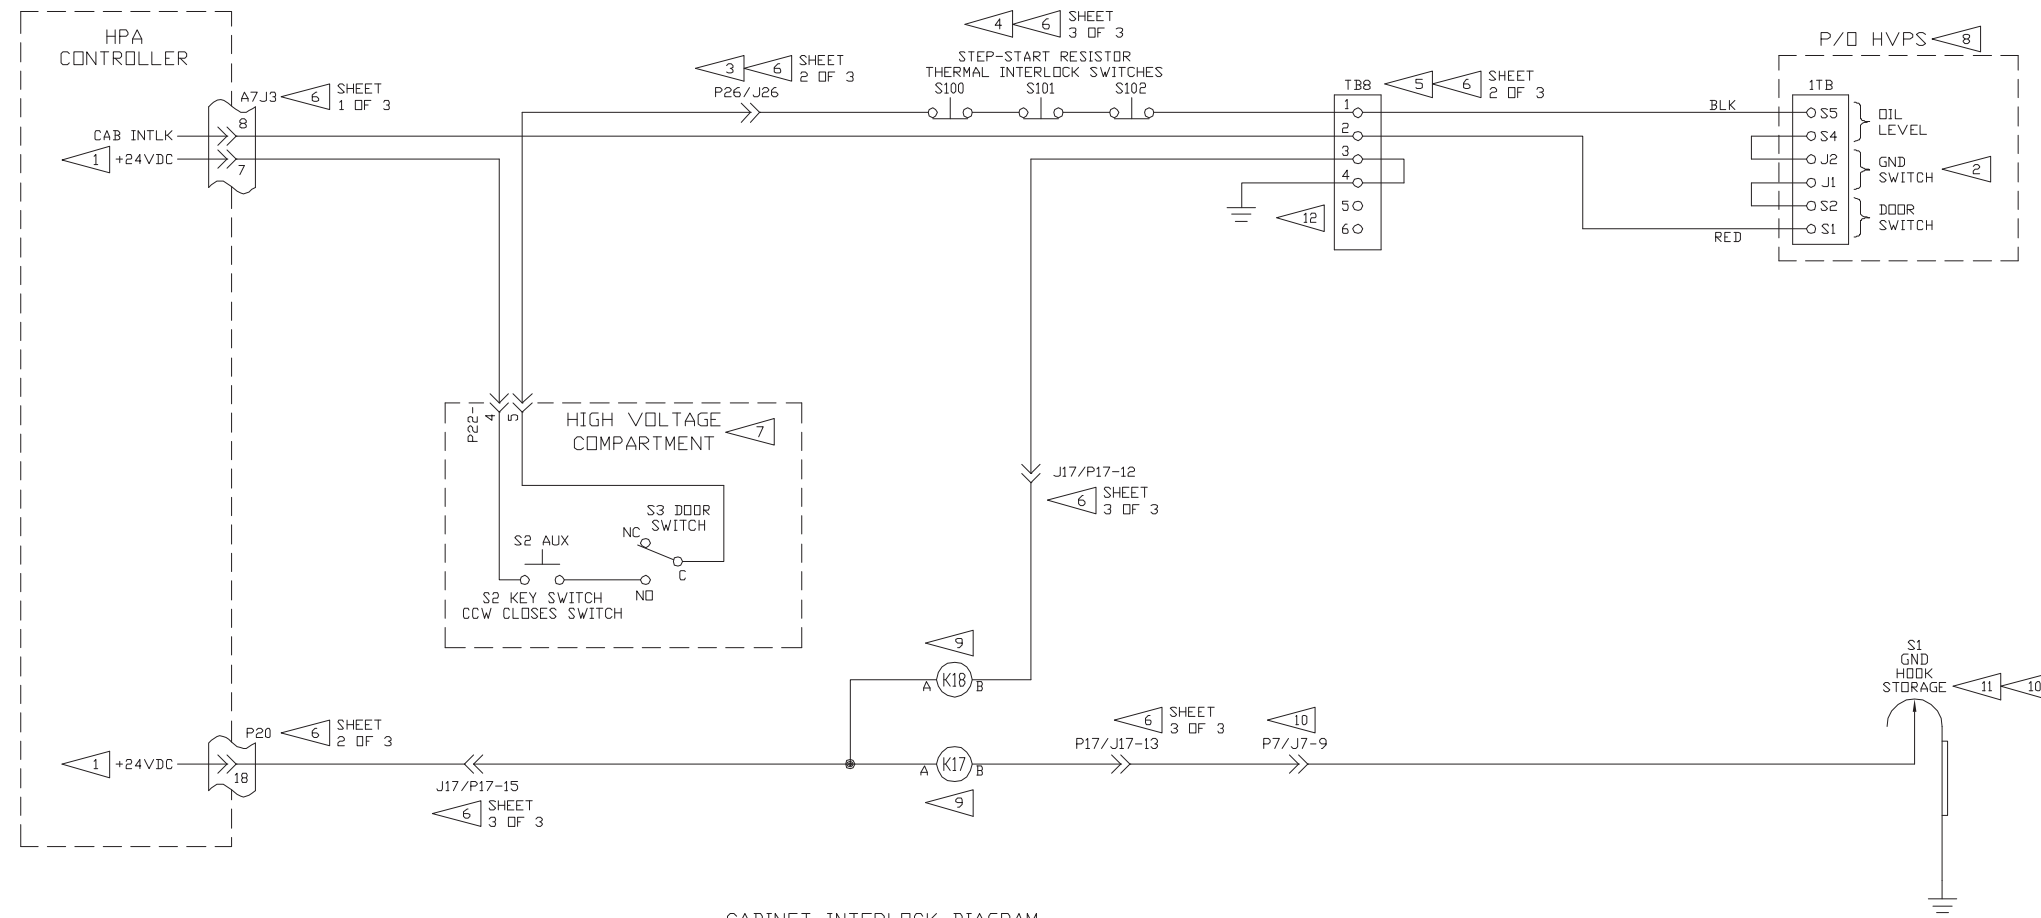 HPA
CONTROLLER
A7J3
6
SHEET
1 OF 3
8
CAB INTLK
1
+24VDC
7
3
6
SHEET
2 OF 3
P26/J26
4
6
SHEET
3 OF 3
STEP-START RESISTOR
THERMAL INTERLOCK SWITCHES
S100
S101
S102
TB8
5
6
SHEET
2 OF 3
1
2
3
4
5
6
12
P/O HVPS
8
1TB
BLK
S5
S4
J2
J1
S2
S1
OIL
LEVEL
GND
SWITCH
2
DOOR
SWITCH
RED
P22-
4
5
HIGH VOLTAGE
COMPARTMENT
7
S3 DOOR
SWITCH
NC
C
NO
S2 AUX
S2 KEY SWITCH
CCW CLOSES SWITCH
J17/P17-12
6
SHEET
3 OF 3
9
A
K18
B
P20
6
SHEET
2 OF 3
1
+24VDC
18
J17/P17-15
6
SHEET
3 OF 3
A
K17
B
9
6
SHEET
3 OF 3
P17/J17-13
10
P7/J7-9
S1
GND
HOOK
STORAGE
11
10
CABINET INTERLOCK DIAGRAM